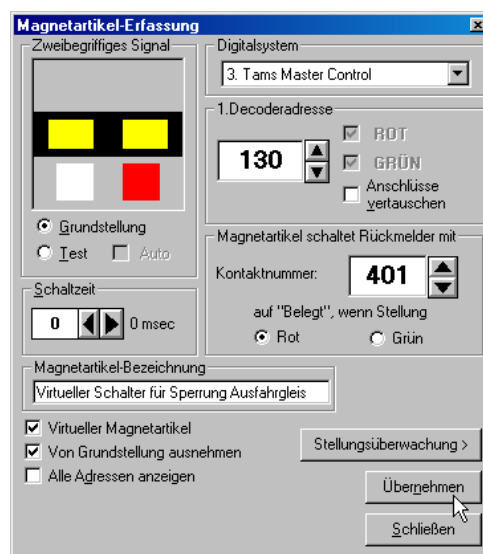 Magnetartikel-Erfassung
Zweibegriffiges Signal
Grundstellung
Test
Auto
Schaltzeit
0
0 msec
Digitalsystem
3. Tams Master Control
1.Decoderadresse
130
ROT
GRÜN
Anschlüsse
vertauschen
Magnetartikel schaltet Rückmelder mit
Kontaktnummer:
401
auf "Belegt", wenn Stellung
Rot
Grün
Magnetartikel-Bezeichnung
Virtueller Schalter für Sperrung Ausfahrgleis
Virtueller Magnetartikel
Von Grundstellung ausnehmen
Alle Adressen anzeigen
Stellungsüberwachung >
Übernehmen
Schließen